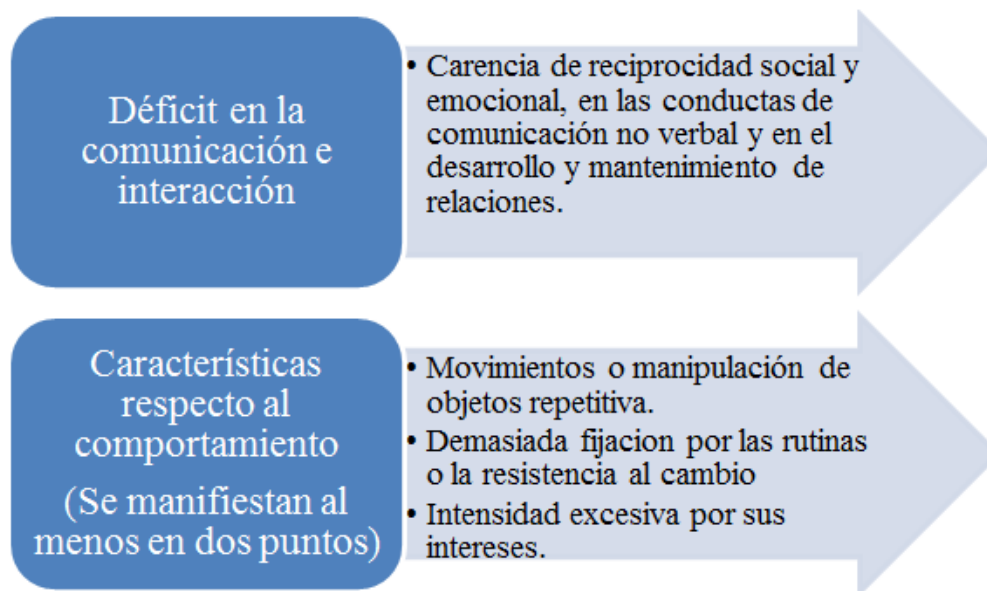 Déficit en la
comunicación e
interacción
• Carencia de reciprocidad social y
emocional, en las conductas de
comunicación no verbal y en el
desarrollo y mantenimiento de
relaciones.
Características
respecto al
comportamiento
(Se manifiestan al
menos en dos puntos)
• Movimientos o manipulación de
objetos repetitiva.
• Demasiada fijacion por las rutinas
o la resistencia al cambio
• Intensidad excesiva por sus
intereses.